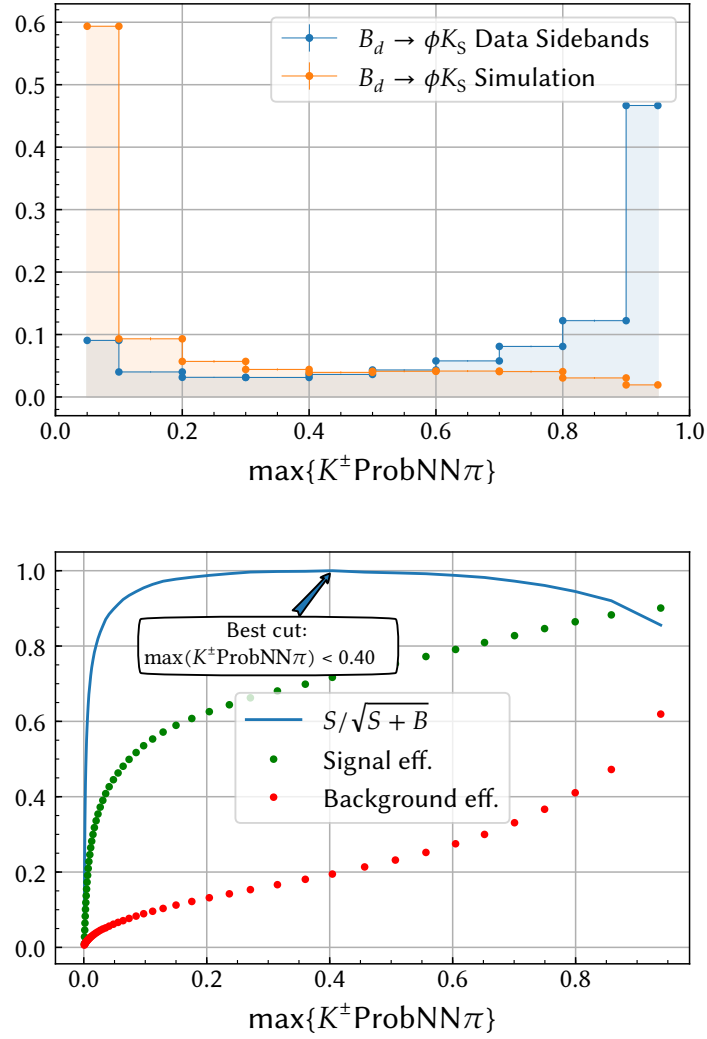 0.6
0.5
0.4
0.3
0.2
0.1
0.0
B_d → ϕK_S Data Sidebands
B_d → ϕK_S Simulation
0.0 0.2 0.4 0.6 0.8 1.0
max{K^±ProbNNπ}
1.0
0.8
0.6
0.4
0.2
0.0
Best cut:
max(K^±ProbNNπ) < 0.40
S/√S + B
Signal eff.
Background eff.
0.0 0.2 0.4 0.6 0.8
max{K^±ProbNNπ}